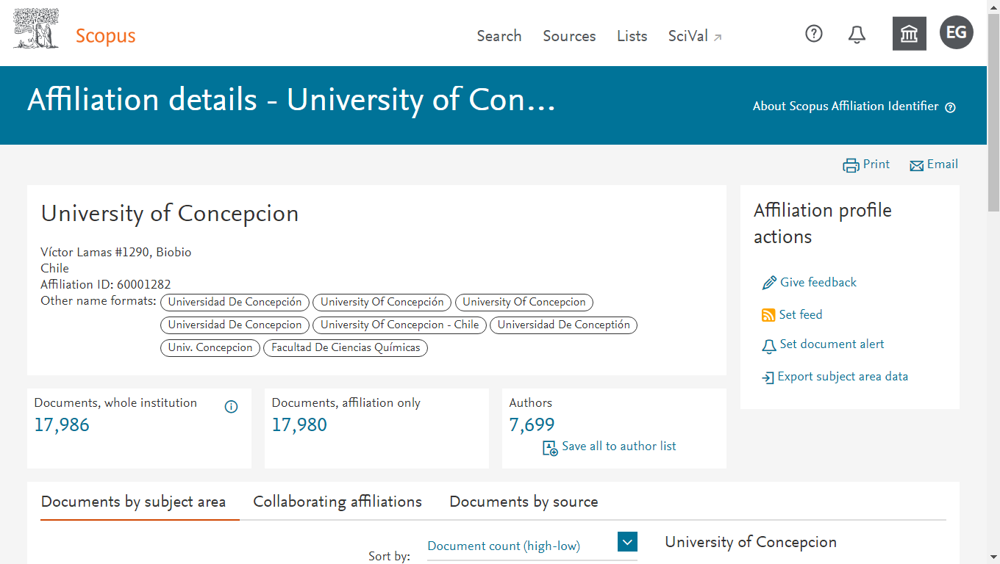 Scopus
Search Sources Lists SciVal
EG
Affiliation details - University of Con...
About Scopus Affiliation Identifier
Print Email
University of Concepcion
Víctor Lamas #1290, Biobio
Chile
Affiliation ID: 60001282
Other name formats: Universidad De Concepción University Of Concepción University Of Concepcion
Universidad De Concepcion University Of Concepcion - Chile Universidad De Conceptión
Univ. Concepcion Facultad De Ciencias Químicas
Affiliation profile
actions
Give feedback
Set feed
Set document alert
Export subject area data
Documents, whole institution
17,986
Documents, affiliation only
17,980
Authors
7,699
Save all to author list
Documents by subject area Collaborating affiliations Documents by source
Sort by: Document count (high-low)
University of Concepcion